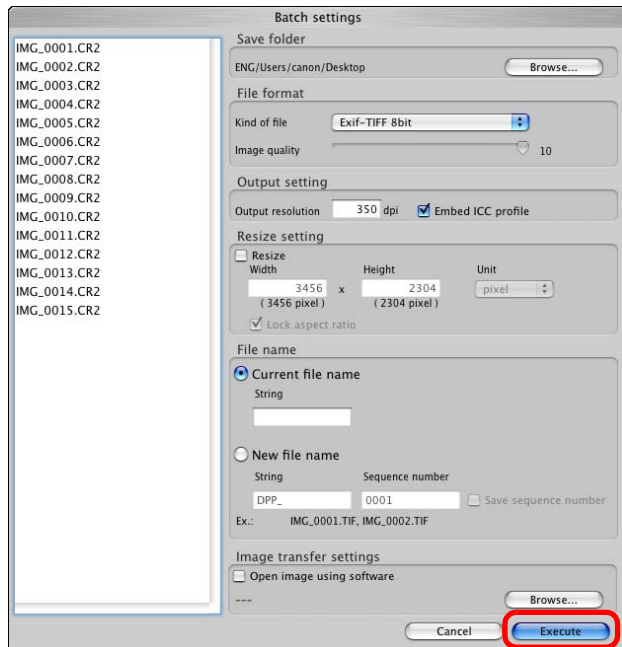 Batch settings
IMG_0001.CR2
IMG_0002.CR2
IMG_0003.CR2
IMG_0004.CR2
IMG_0005.CR2
IMG_0006.CR2
IMG_0007.CR2
IMG_0008.CR2
IMG_0009.CR2
IMG_0010.CR2
IMG_0011.CR2
IMG_0012.CR2
IMG_0013.CR2
IMG_0014.CR2
IMG_0015.CR2
Save folder
ENG/Users/canon/Desktop Browse...
File format
Kind of file Exif-TIFF 8bit
Image quality 10
Output setting
Output resolution 350 dpi Embed ICC profile
Resize setting
Resize
Width Height Unit
3456 x 2304 pixel
(3456 pixel) (2304 pixel)
Lock aspect ratio
File name
Current file name
String
New file name
String Sequence number
DPP_ 0001 Save sequence number
Ex.: IMG_0001.TIF, IMG_0002.TIF
Image transfer settings
Open image using software
--- Browse...
Cancel Execute